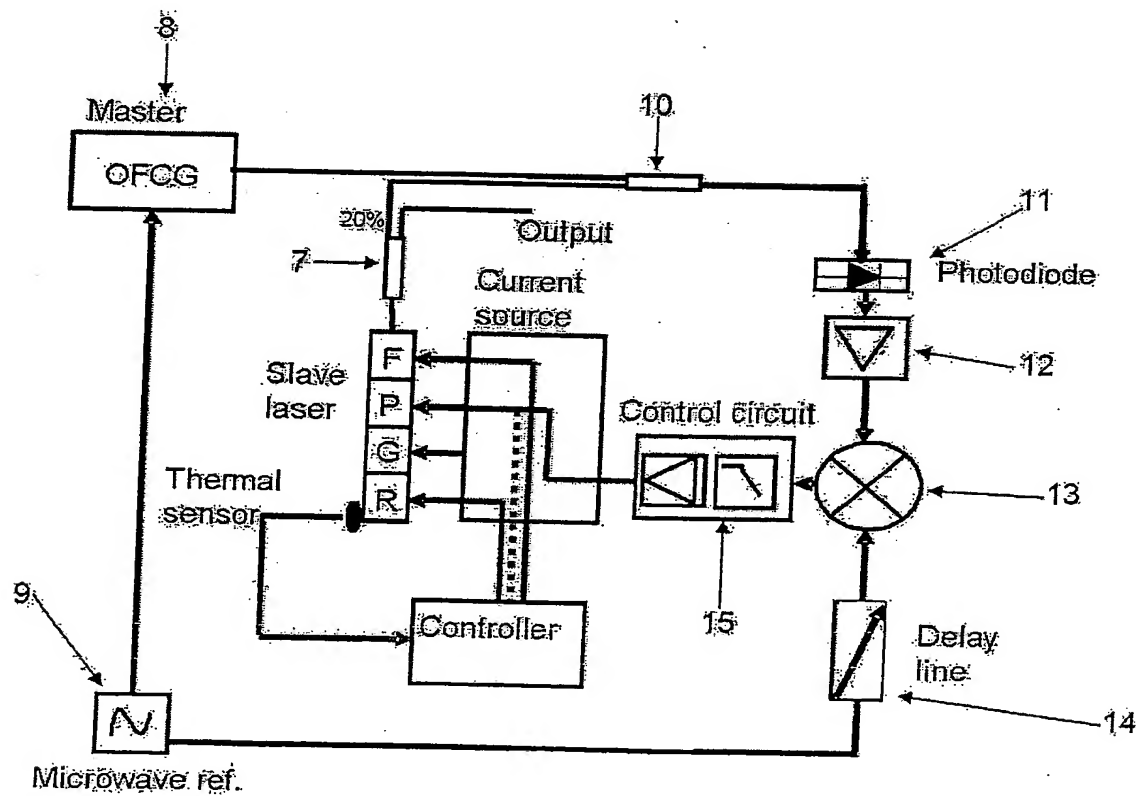 8
Master
OFCG
10
20%
Output
7
11
Photodiode
Current
source
12
F
P
G
R
Slave
laser
Control circuit
Thermal
sensor
13
9
Controller
15
Delay
line
14
Microwave ref.